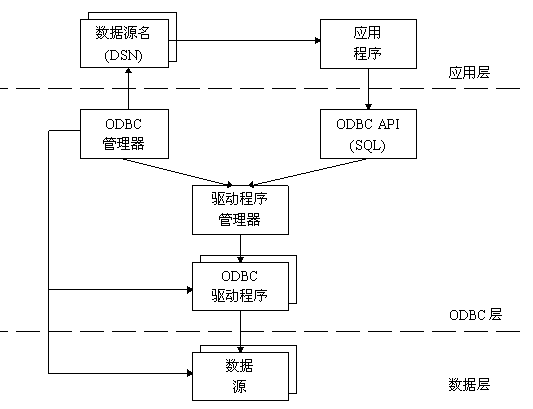 数据源名
(DSN)
应用
程序
应用层
ODBC
管理器
ODBC API
(SQL)
驱动程序
管理器
ODBC
驱动程序
ODBC 层
数据
源
数据层